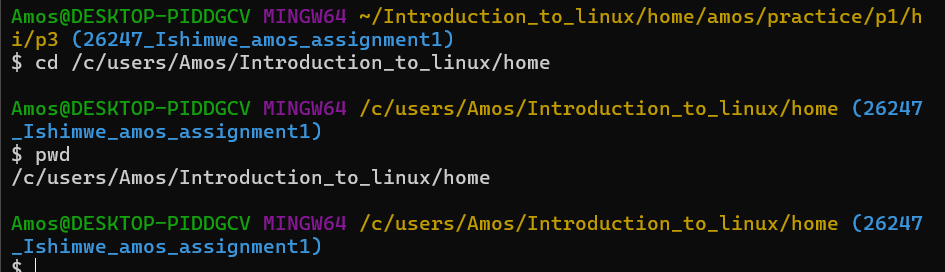 Amos@DESKTOP-PIDDGCV MINGW64 ~/Introduction_to_linux/home/amos/practice/p1/h
i/p3 (26247_Ishimwe_amos_assignment1)
$ cd /c/users/Amos/Introduction_to_linux/home
Amos@DESKTOP-PIDDGCV MINGW64 /c/users/Amos/Introduction_to_linux/home (26247
_Ishimwe_amos_assignment1)
$ pwd
/c/users/Amos/Introduction_to_linux/home
Amos@DESKTOP-PIDDGCV MINGW64 /c/users/Amos/Introduction_to_linux/home (26247
_Ishimwe_amos_assignment1)
$